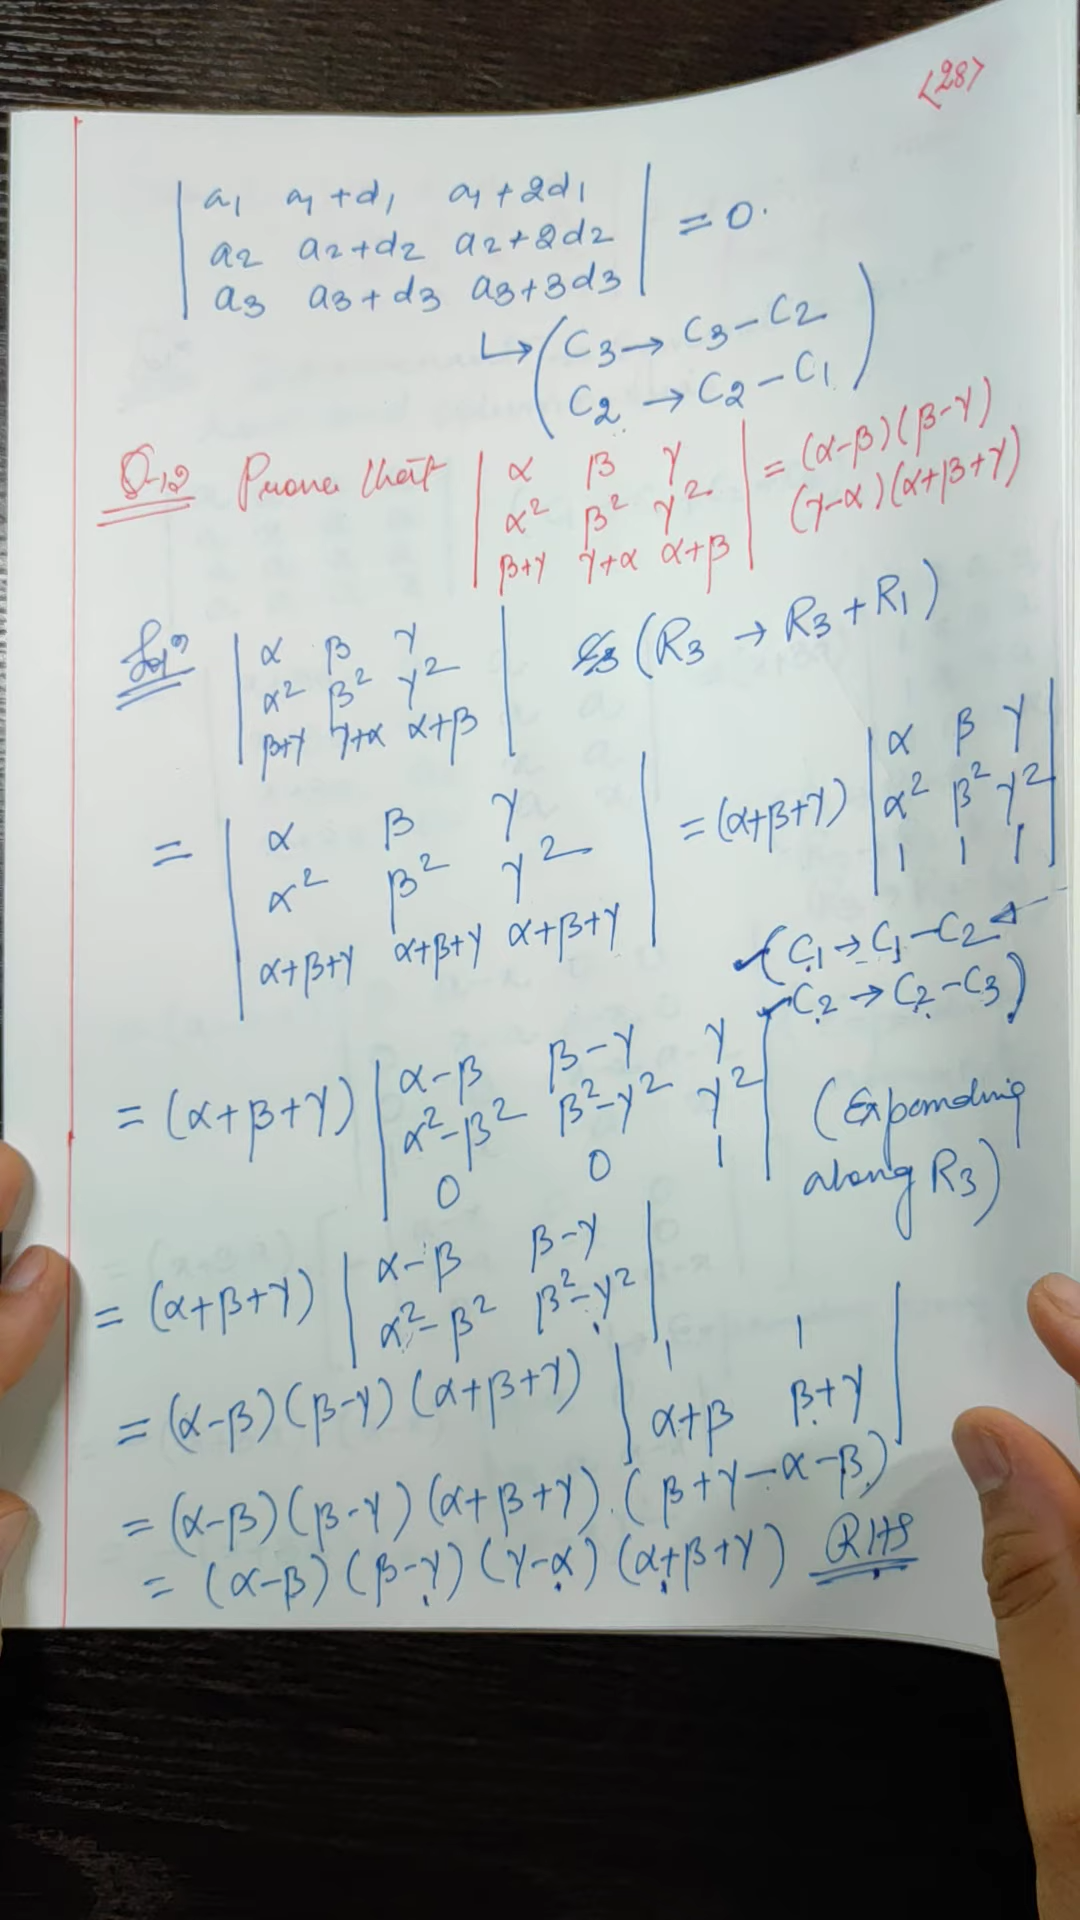 <28>
| a1 a1+d1 a1+2d1 |
| a2 a2+d2 a2+2d2 | = 0.
| a3 a3+d3 a3+3d3 |
↳ (C3 → C3-C2
C2 → C2-C1)
Q-12 Prove that | α β γ | = (α-β)(β-γ)
| α² β² γ² | (γ-α)(α+β+γ)
| β+γ γ+α α+β |
Solⁿ | α β γ | (R3 → R3+R1)
| α² β² γ² |
| β+γ γ+α α+β |
= | α β γ | = (α+β+γ) | α β γ |
| α² β² γ² | | α² β² γ² |
| α+β+γ α+β+γ α+β+γ | | 1 1 1 |
(C1 → C1-C2
C2 → C2-C3)
= (α+β+γ) | α-β β-γ γ |
| α²-β² β²-γ² γ² | (Expanding
| 0 0 1 | along R3)
= (α+β+γ) | α-β β-γ |
| α²-β² β²-γ² |
= (α-β)(β-γ)(α+β+γ) | 1 1 |
| α+β β+γ |
= (α-β)(β-γ)(α+β+γ).(β+γ-α-β)
= (α-β)(β-γ)(γ-α)(α+β+γ) RHS